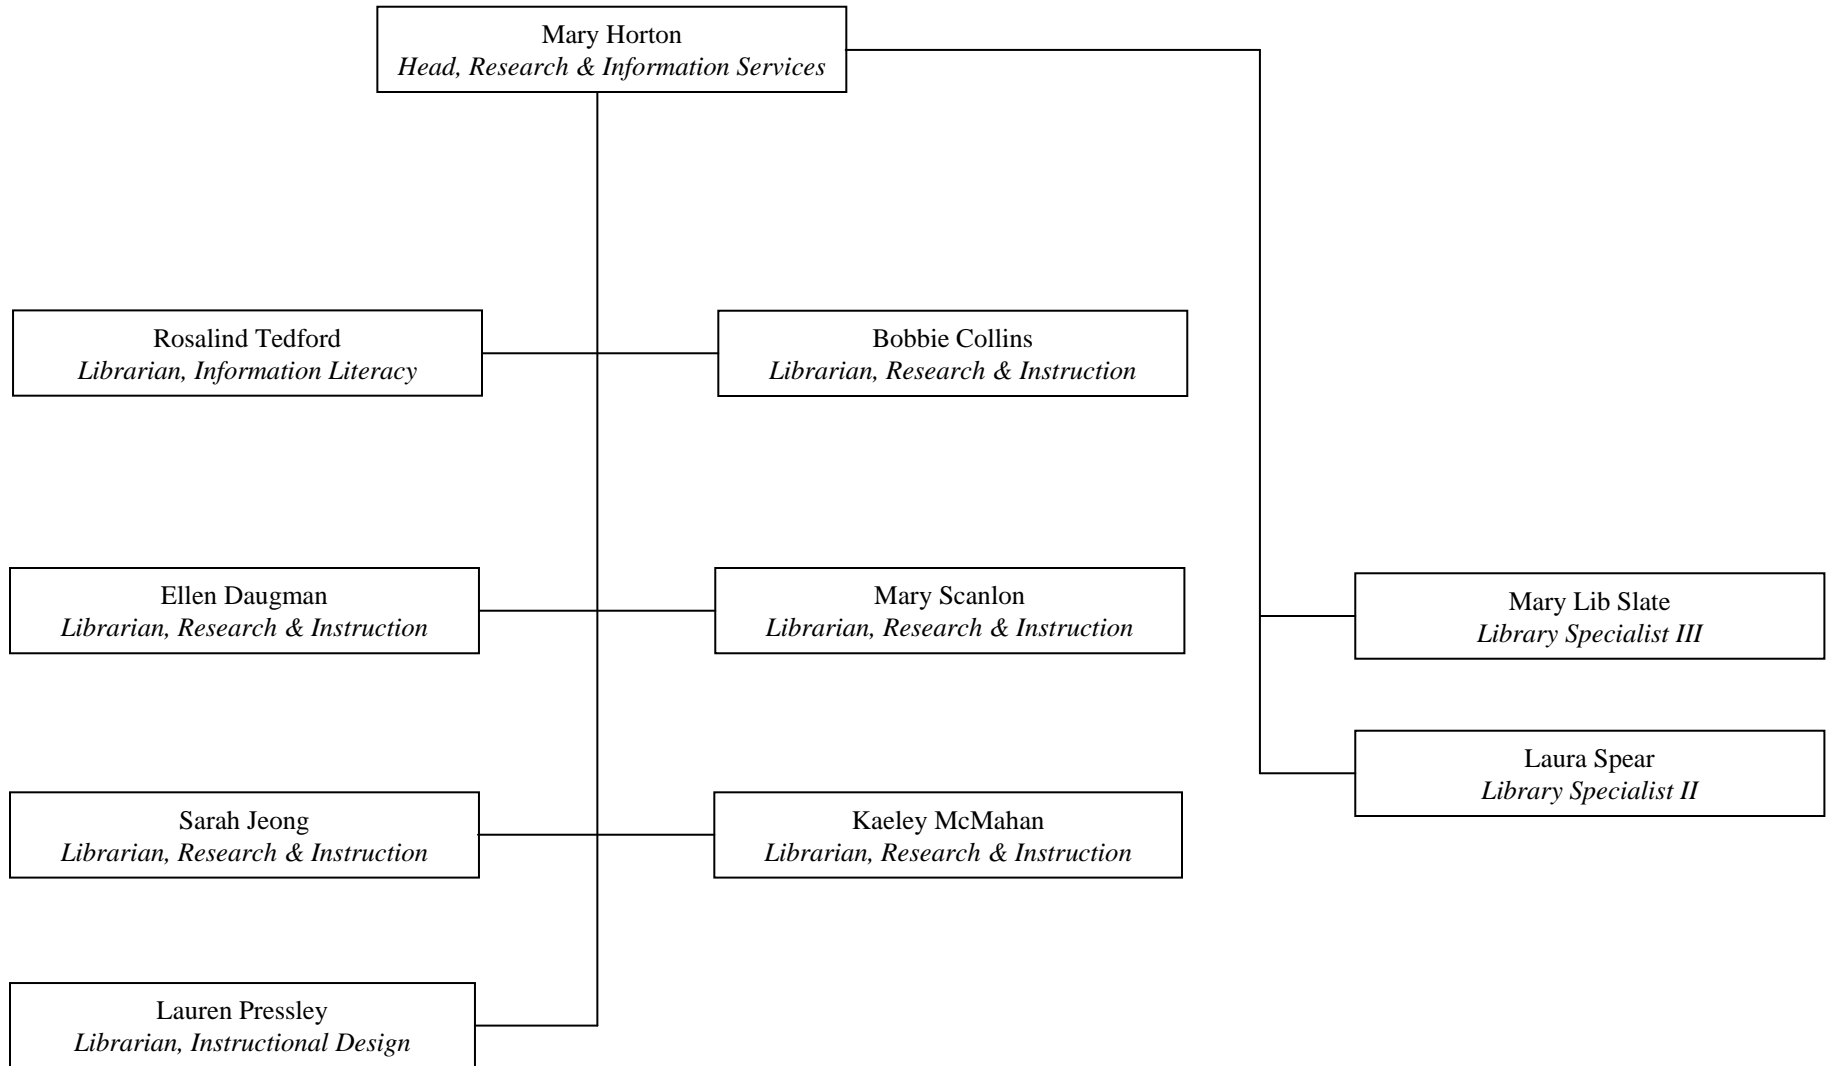 Mary Horton
Head, Research & Information Services
Rosalind Tedford
Librarian, Information Literacy
Bobbie Collins
Librarian, Research & Instruction
Ellen Daugman
Librarian, Research & Instruction
Mary Scanlon
Librarian, Research & Instruction
Mary Lib Slate
Library Specialist III
Laura Spear
Library Specialist II
Sarah Jeong
Librarian, Research & Instruction
Kaeley McMahan
Librarian, Research & Instruction
Lauren Pressley
Librarian, Instructional Design